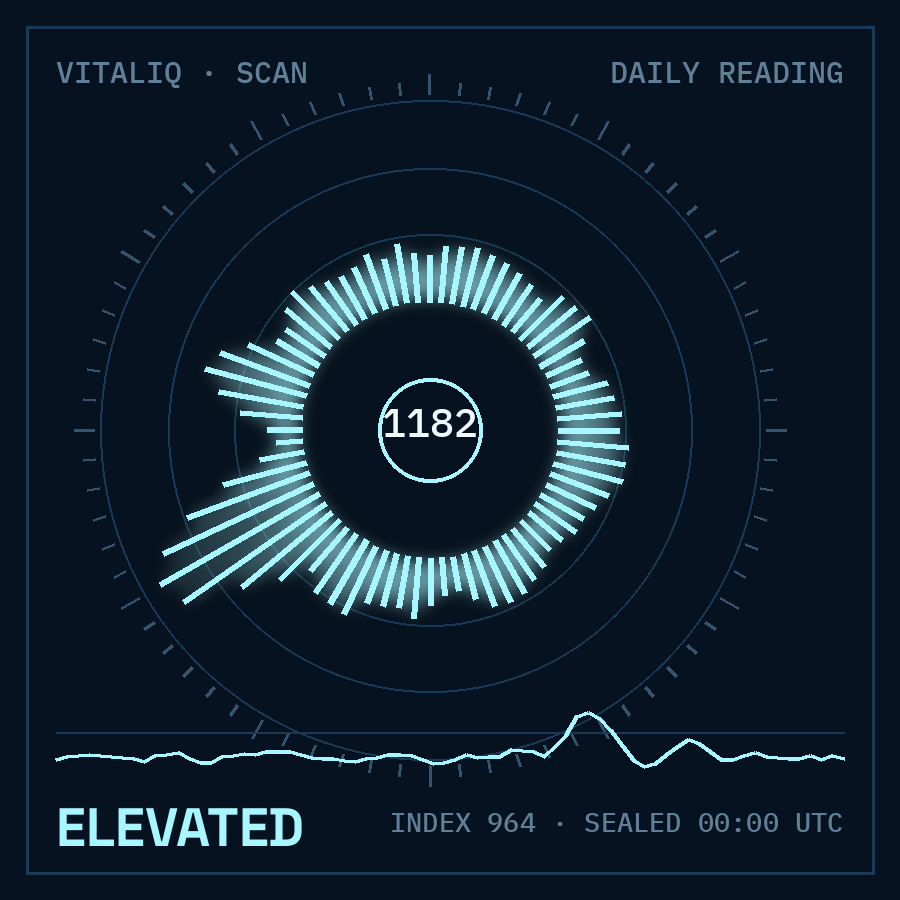 VITALIQ · SCAN
DAILY READING
1182
ELEVATED
INDEX 964 · SEALED 00:00 UTC